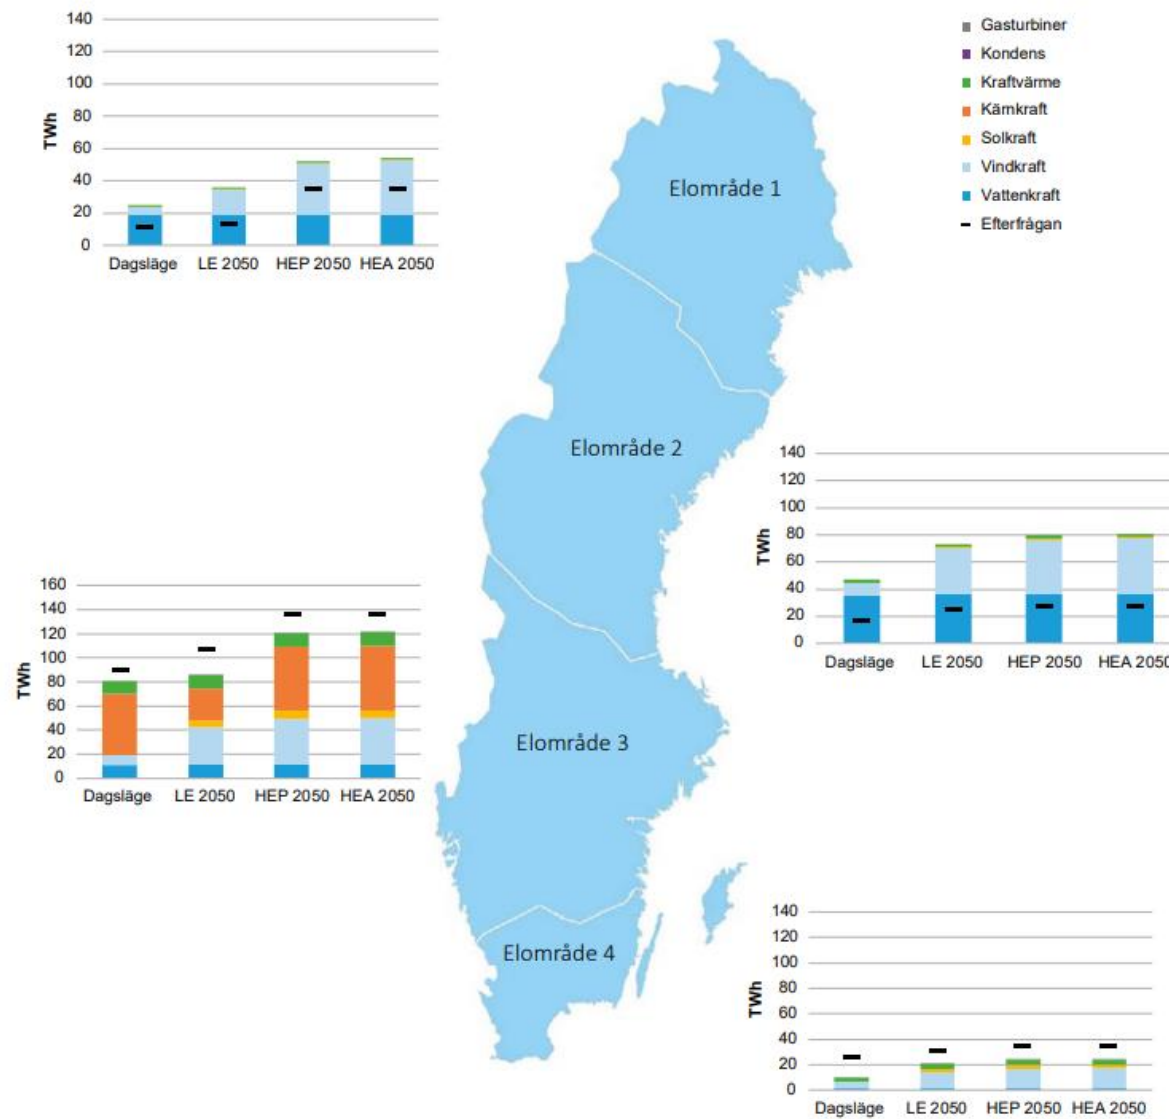 140
120
100
80
60
40
20
0
TWh
Dagsläge LE 2050 HEP 2050 HEA 2050
Gasturbiner
Kondens
Kraftvärme
Kärnkraft
Solkraft
Vindkraft
Vattenkraft
Efterfrågan
Elområde 1
Elområde 2
140
120
100
80
60
40
20
0
TWh
Dagsläge LE 2050 HEP 2050 HEA 2050
160
140
120
100
80
60
40
20
0
TWh
Dagsläge LE 2050 HEP 2050 HEA 2050
Elområde 3
Elområde 4
140
120
100
80
60
40
20
0
TWh
Dagsläge LE 2050 HEP 2050 HEA 2050